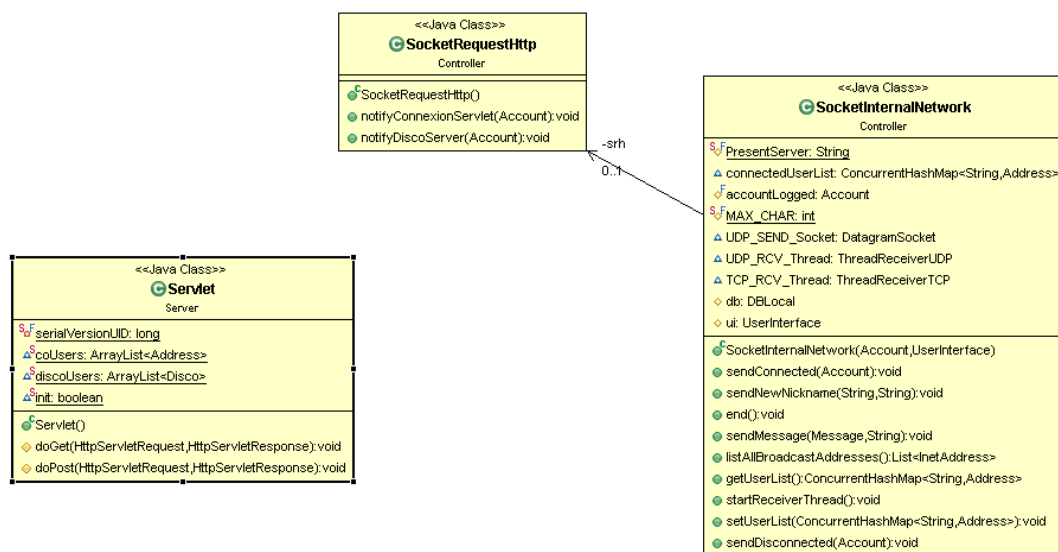 <<Java Class>>
SocketRequestHttp
Controller
SocketRequestHttp()
notifyConnexionServlet(Account):void
notifyDiscoServer(Account):void
-srh
0..1
<<Java Class>>
SocketInternalNetwork
Controller
PresentServer: String
connectedUserList: ConcurrentHashMap<String,Address>
accountLogged: Account
MAX_CHAR: int
UDP_SEND_Socket: DatagramSocket
UDP_RCV_Thread: ThreadReceiverUDP
TCP_RCV_Thread: ThreadReceiverTCP
db: DBLocal
ui: UserInterface
SocketInternalNetwork(Account,UserInterface)
sendConnected(Account):void
sendNewNickname(String,String):void
end():void
sendMessage(Message,String):void
listAllBroadcastAddresses():List<InetAddress>
getUserList():ConcurrentHashMap<String,Address>
startReceiverThread():void
setUserList(ConcurrentHashMap<String,Address>):void
sendDisconnected(Account):void
<<Java Class>>
Servlet
Server
serialVersionUID: long
coUsers: ArrayList<Address>
discoUsers: ArrayList<Disco>
init: boolean
Servlet()
doGet(HttpServletRequest,HttpServletResponse):void
doPost(HttpServletRequest,HttpServletResponse):void